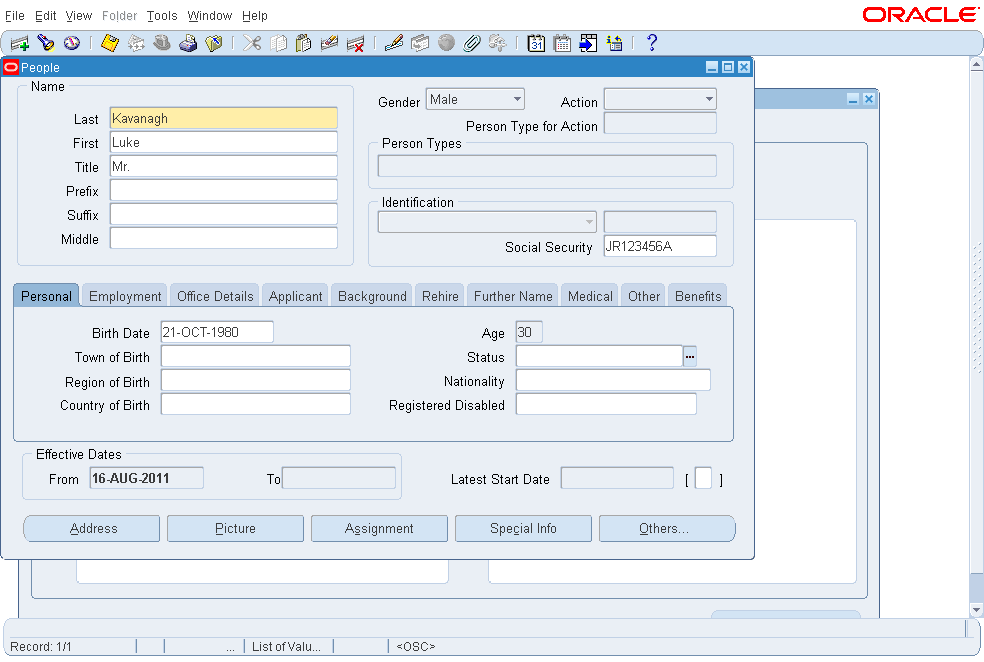 File Edit View Folder Tools Window Help
ORACLE
People
Name
Last Kavanagh
First Luke
Title Mr.
Prefix
Suffix
Middle
Gender Male Action
Person Type for Action
Person Types
Identification
Social Security JR123456A
Personal Employment Office Details Applicant Background Rehire Further Name Medical Other Benefits
Birth Date 21-OCT-1980 Age 30
Town of Birth Status ...
Region of Birth Nationality
Country of Birth Registered Disabled
Effective Dates
From 16-AUG-2011 To Latest Start Date [ ]
Address Picture Assignment Special Info Others...
Record: 1/1 ... List of Valu... <OSC>